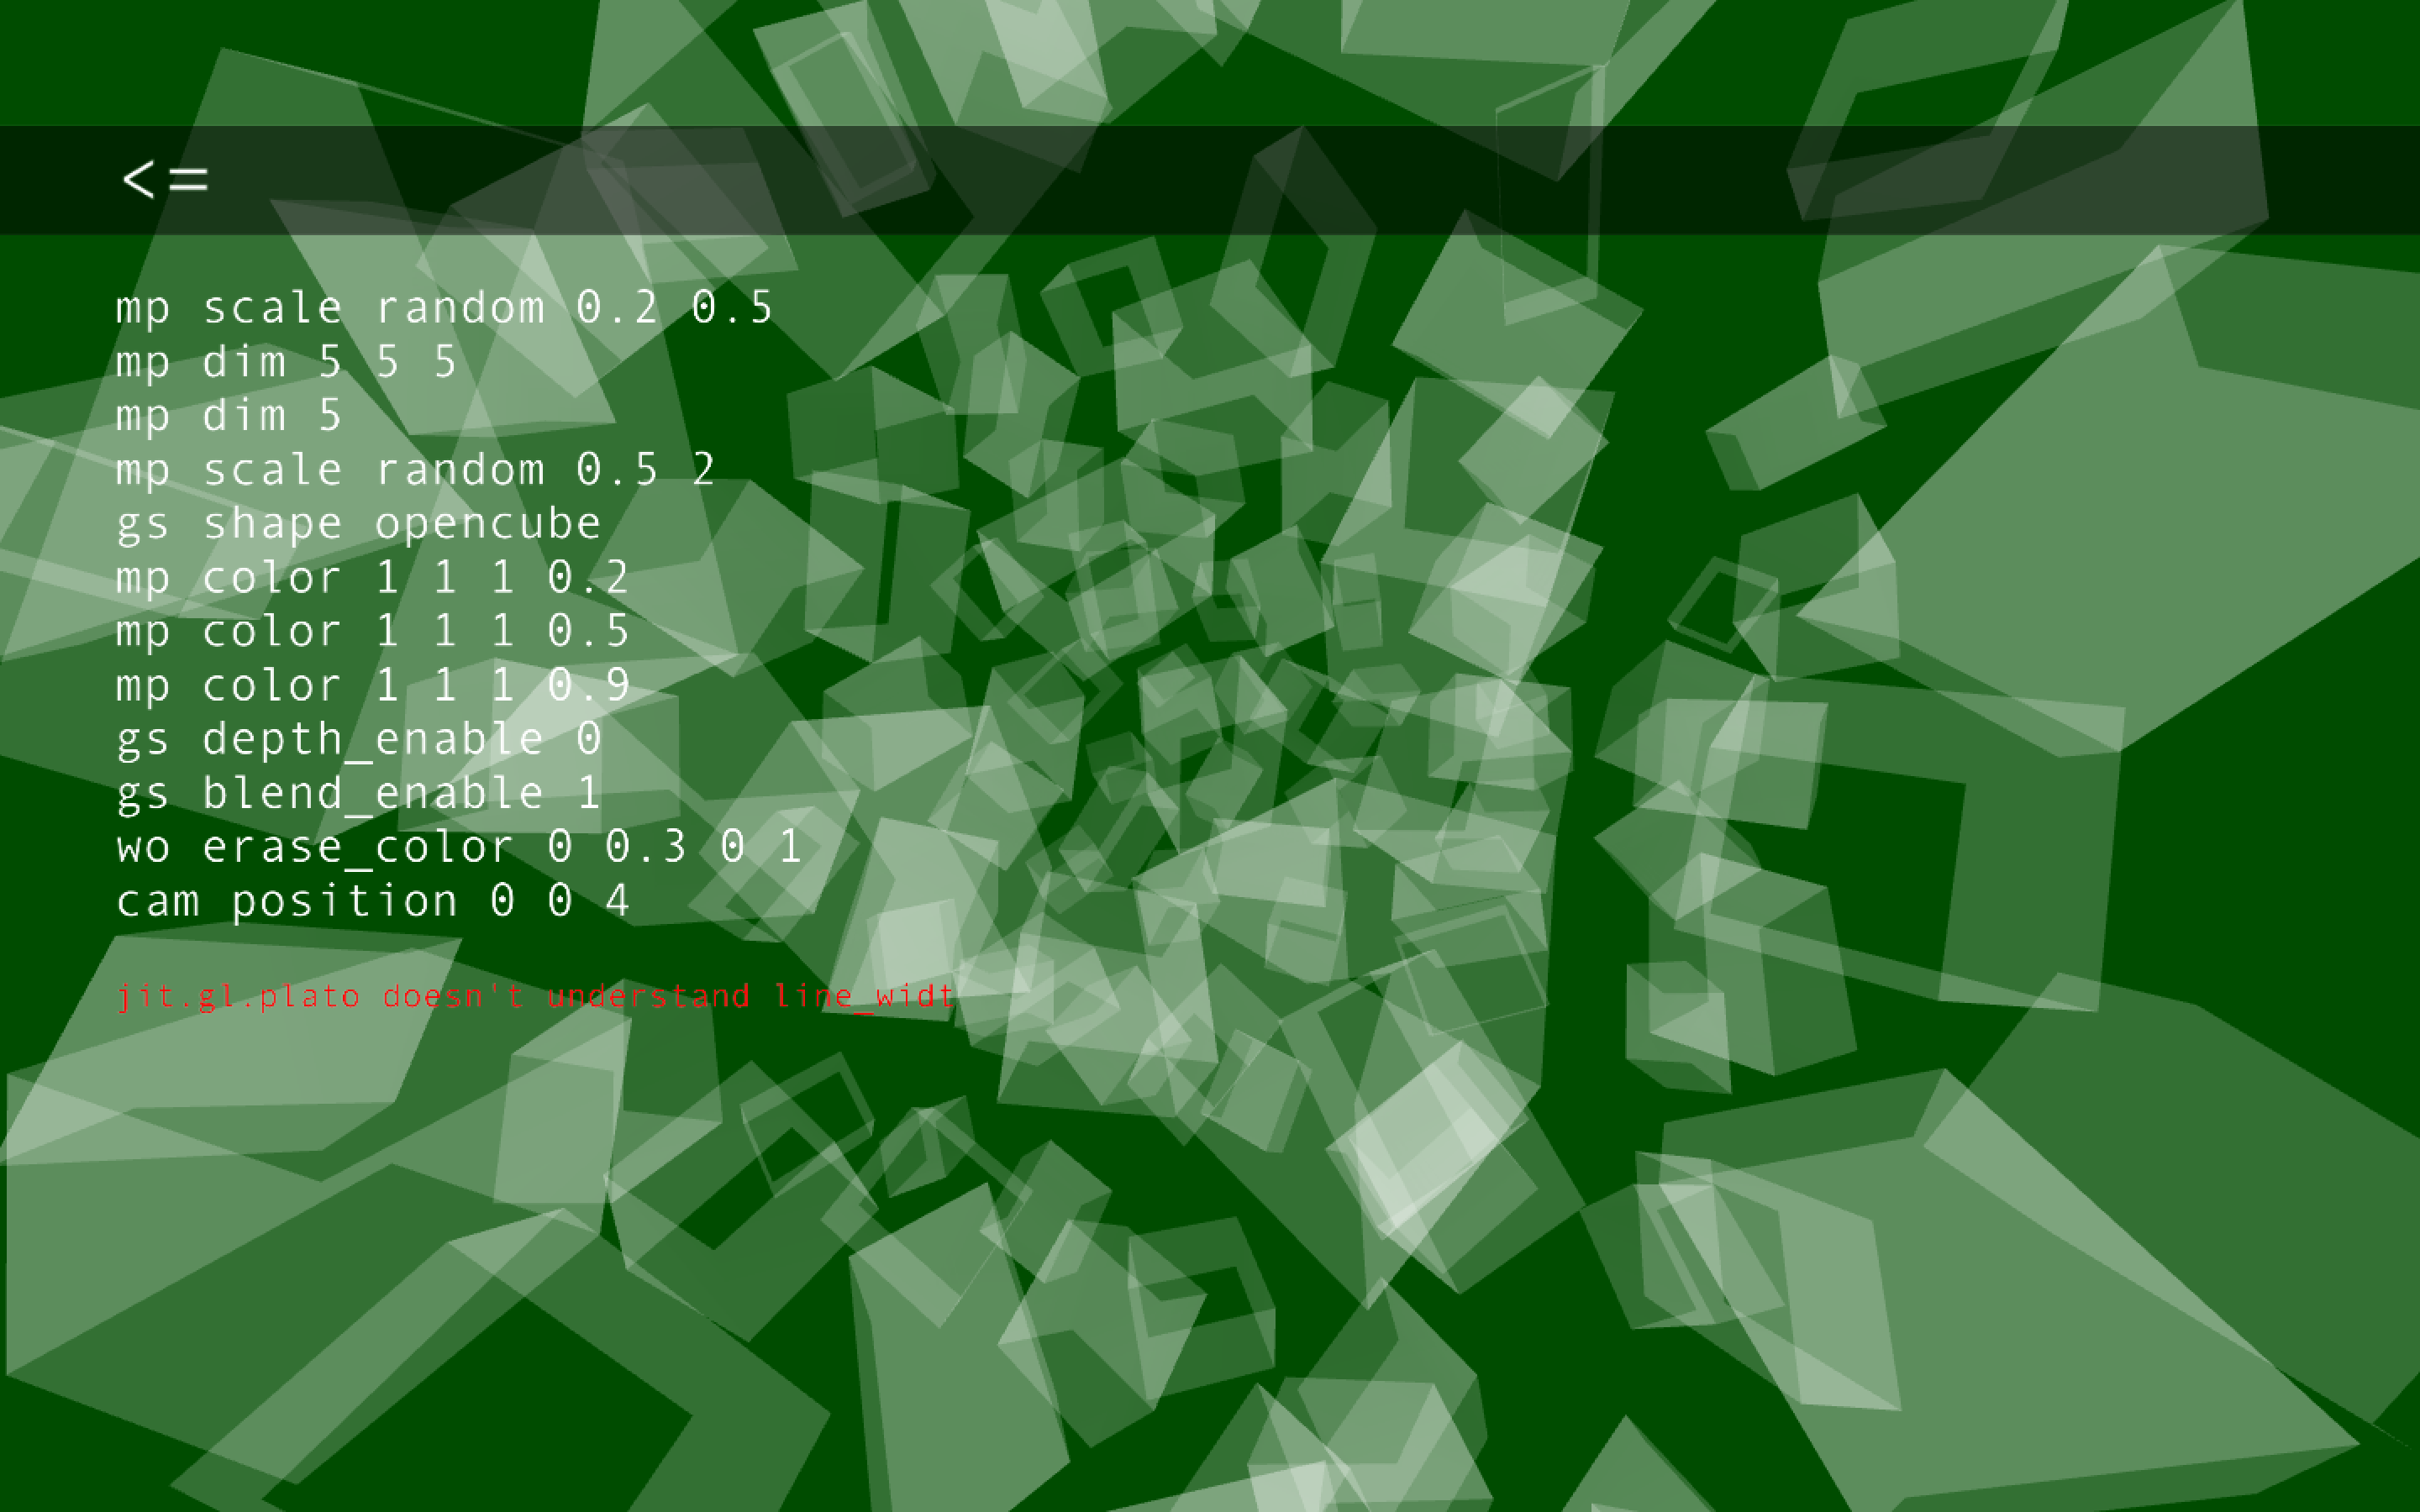 <=
mp scale random 0.2 0.5
mp dim 5 5 5
mp dim 5
mp scale random 0.5 2
gs shape opencube
mp color 1 1 1 0.2
mp color 1 1 1 0.5
mp color 1 1 1 0.9
gs depth_enable 0
gs blend_enable 1
wo erase_color 0 0.3 0 1
cam position 0 0 4
jit.gl.plato doesn't understand line_widt